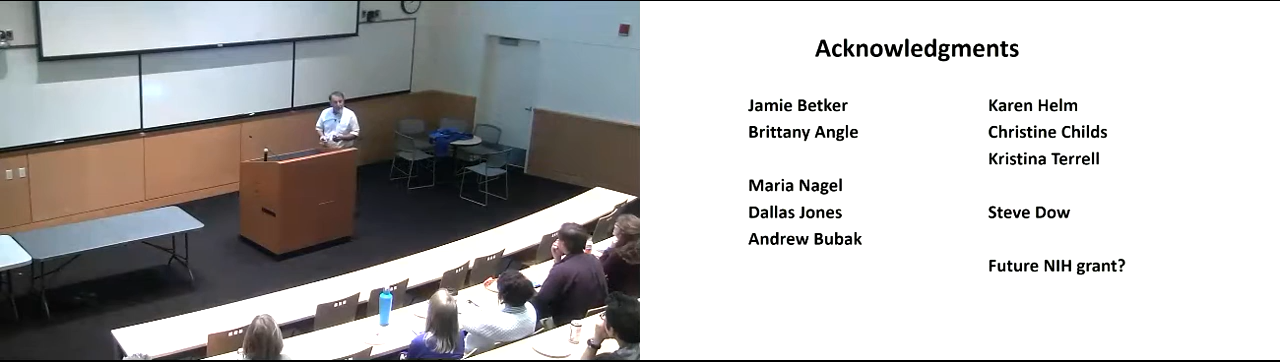 Acknowledgments
Jamie Betker
Brittany Angle
Maria Nagel
Dallas Jones
Andrew Bubak
Karen Helm
Christine Childs
Kristina Terrell
Steve Dow
Future NIH grant?